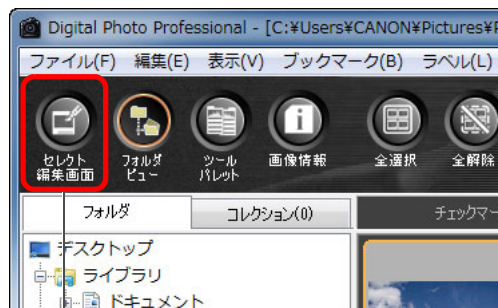 Digital Photo Professional - [C:¥Users¥CANON¥Pictures¥
ファイル(F) 編集(E) 表示(V) ブックマーク(B) ラベル(L)
セレクト
編集画面
フォルダ
ビュー
ツール
パレット
画像情報
全選択
全解除
フォルダ
コレクション(0)
チェックマー
デスクトップ
ライブラリ
ドキュメント